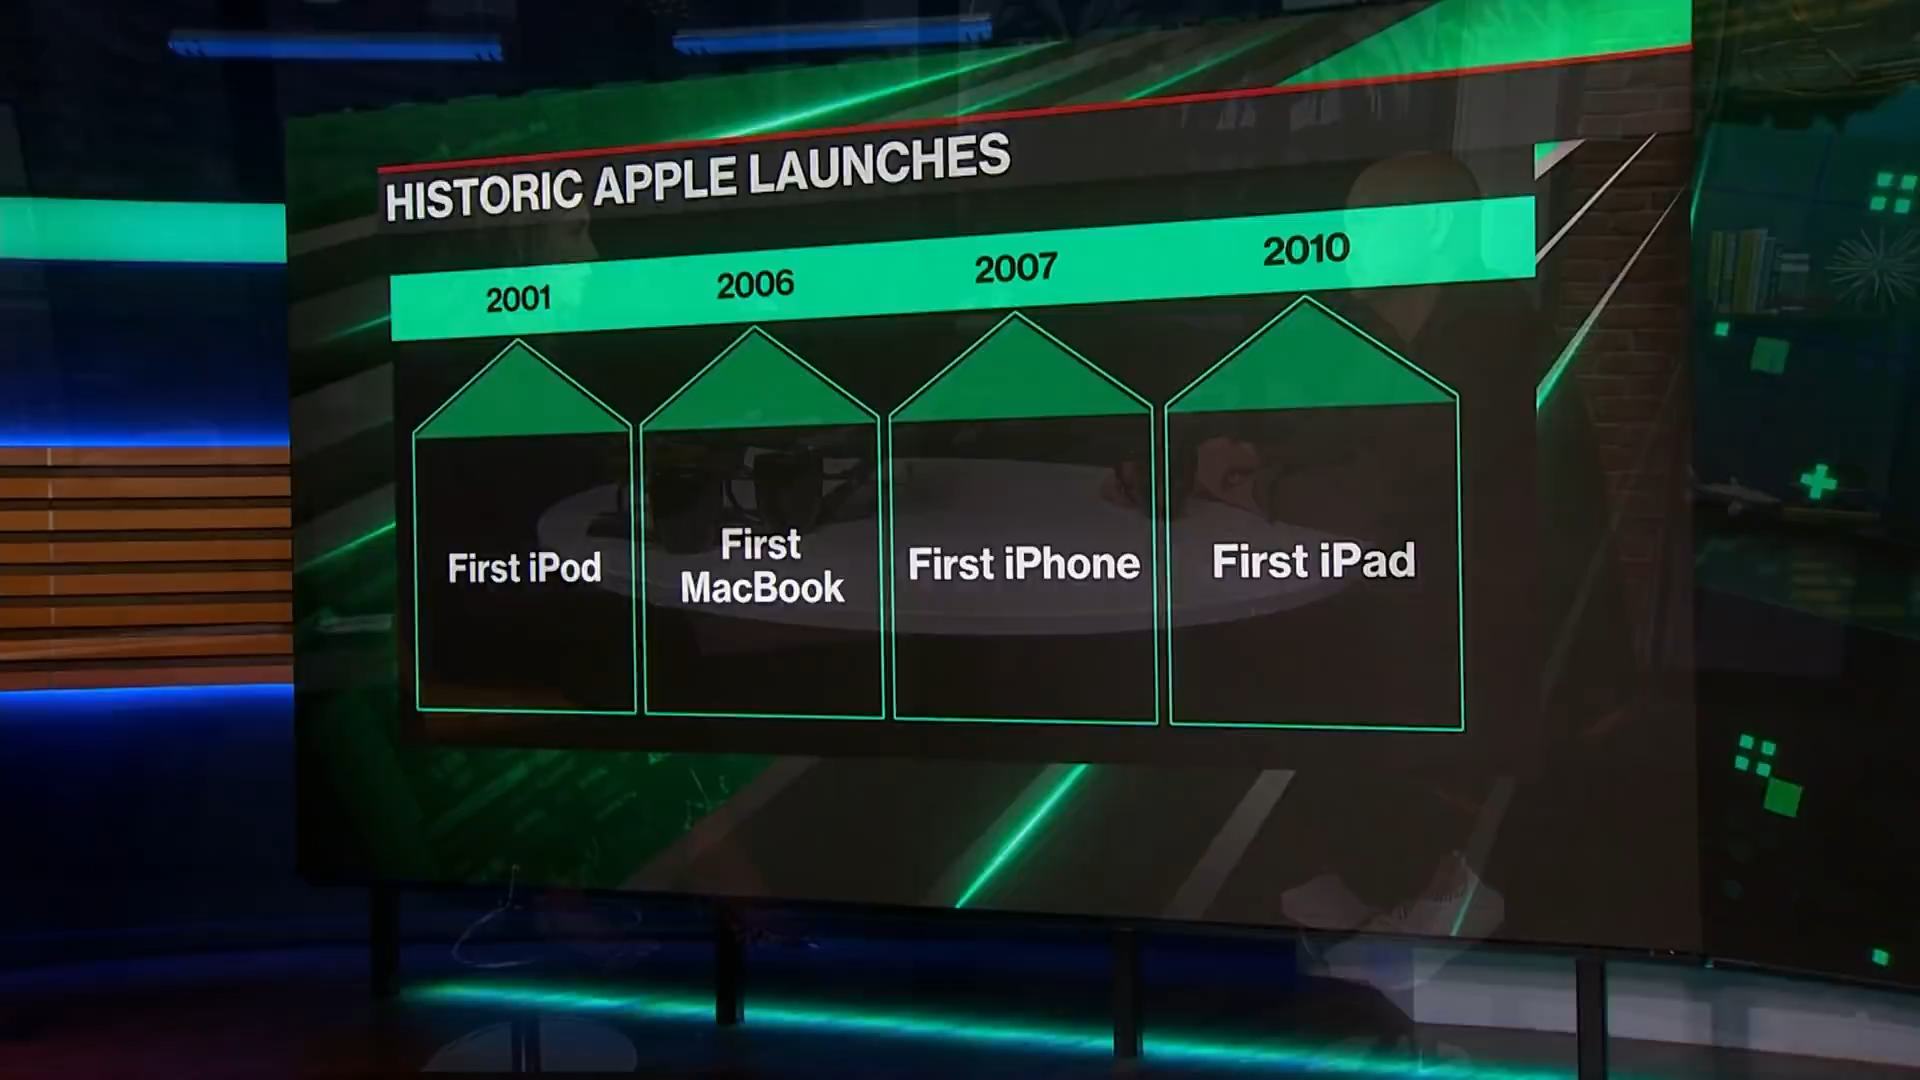 HISTORIC APPLE LAUNCHES
2001
2006
2007
2010
First iPod
First
MacBook
First iPhone
First iPad